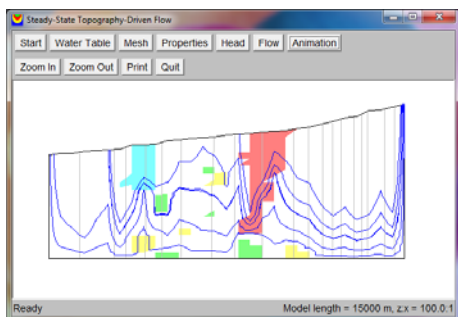 Steady-State Topography-Driven Flow
Start Water Table Mesh Properties Head Flow Animation
Zoom In Zoom Out Print Quit
Ready Model length = 15000 m, z:x = 100.0:1